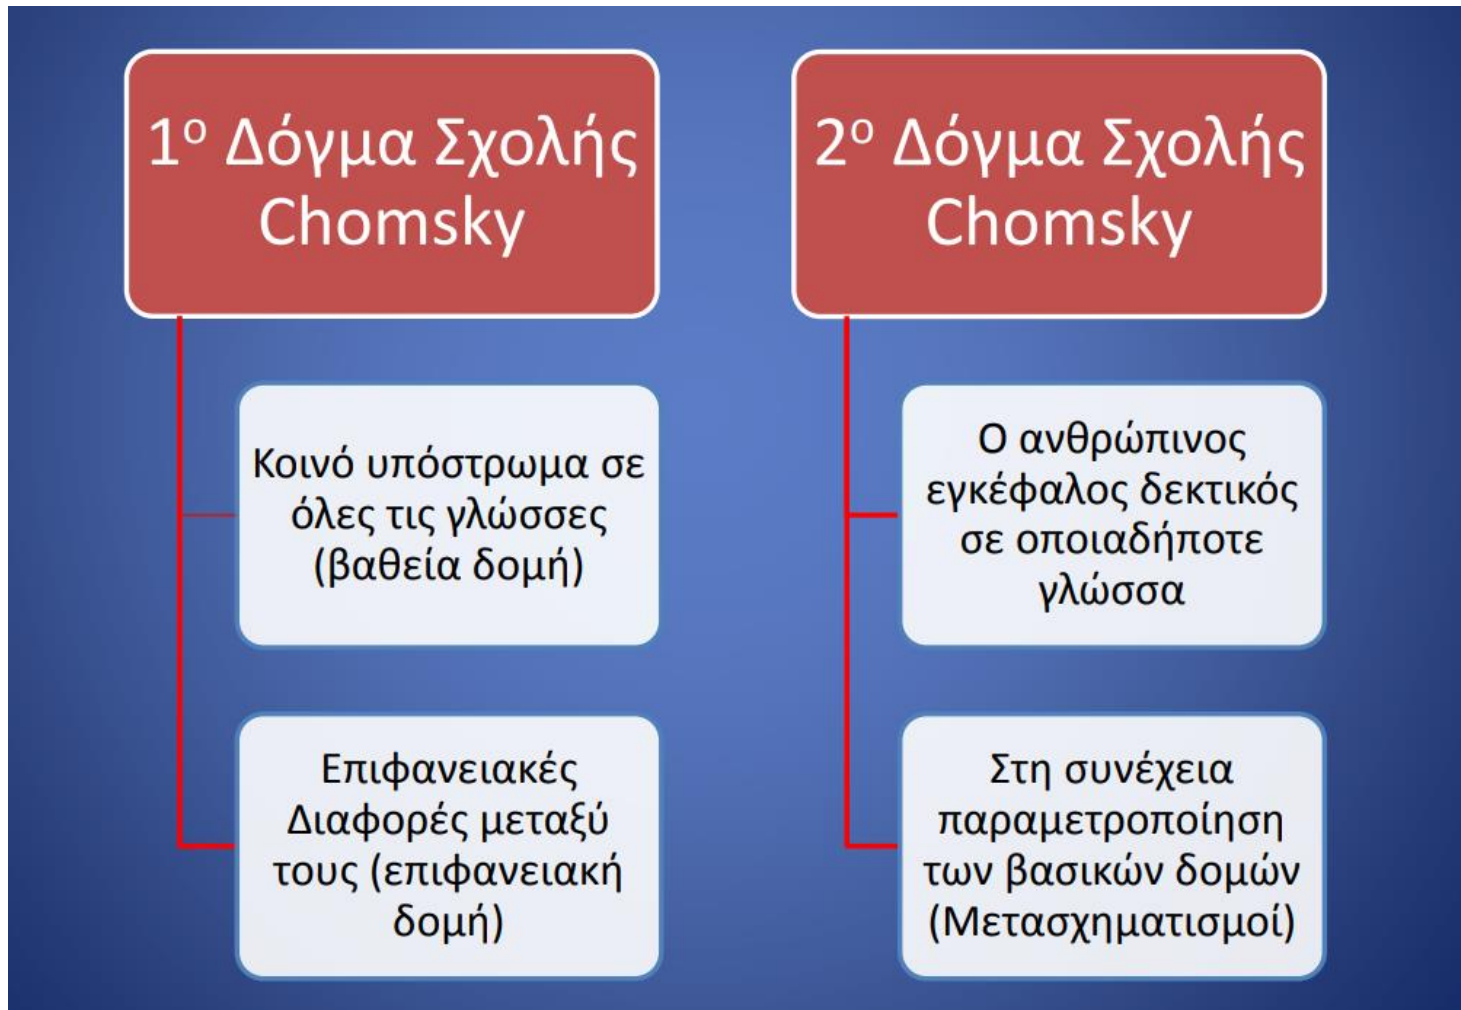 1ο Δόγμα Σχολής
Chomsky
Κοινό υπόστρωμα σε
όλες τις γλώσσες
(βαθεία δομή)
Επιφανειακές
Διαφορές μεταξύ
τους (επιφανειακή
δομή)
2ο Δόγμα Σχολής
Chomsky
Ο ανθρώπινος
εγκέφαλος δεκτικός
σε οποιαδήποτε
γλώσσα
Στη συνέχεια
παραμετροποίηση
των βασικών δομών
(Μετασχηματισμοί)